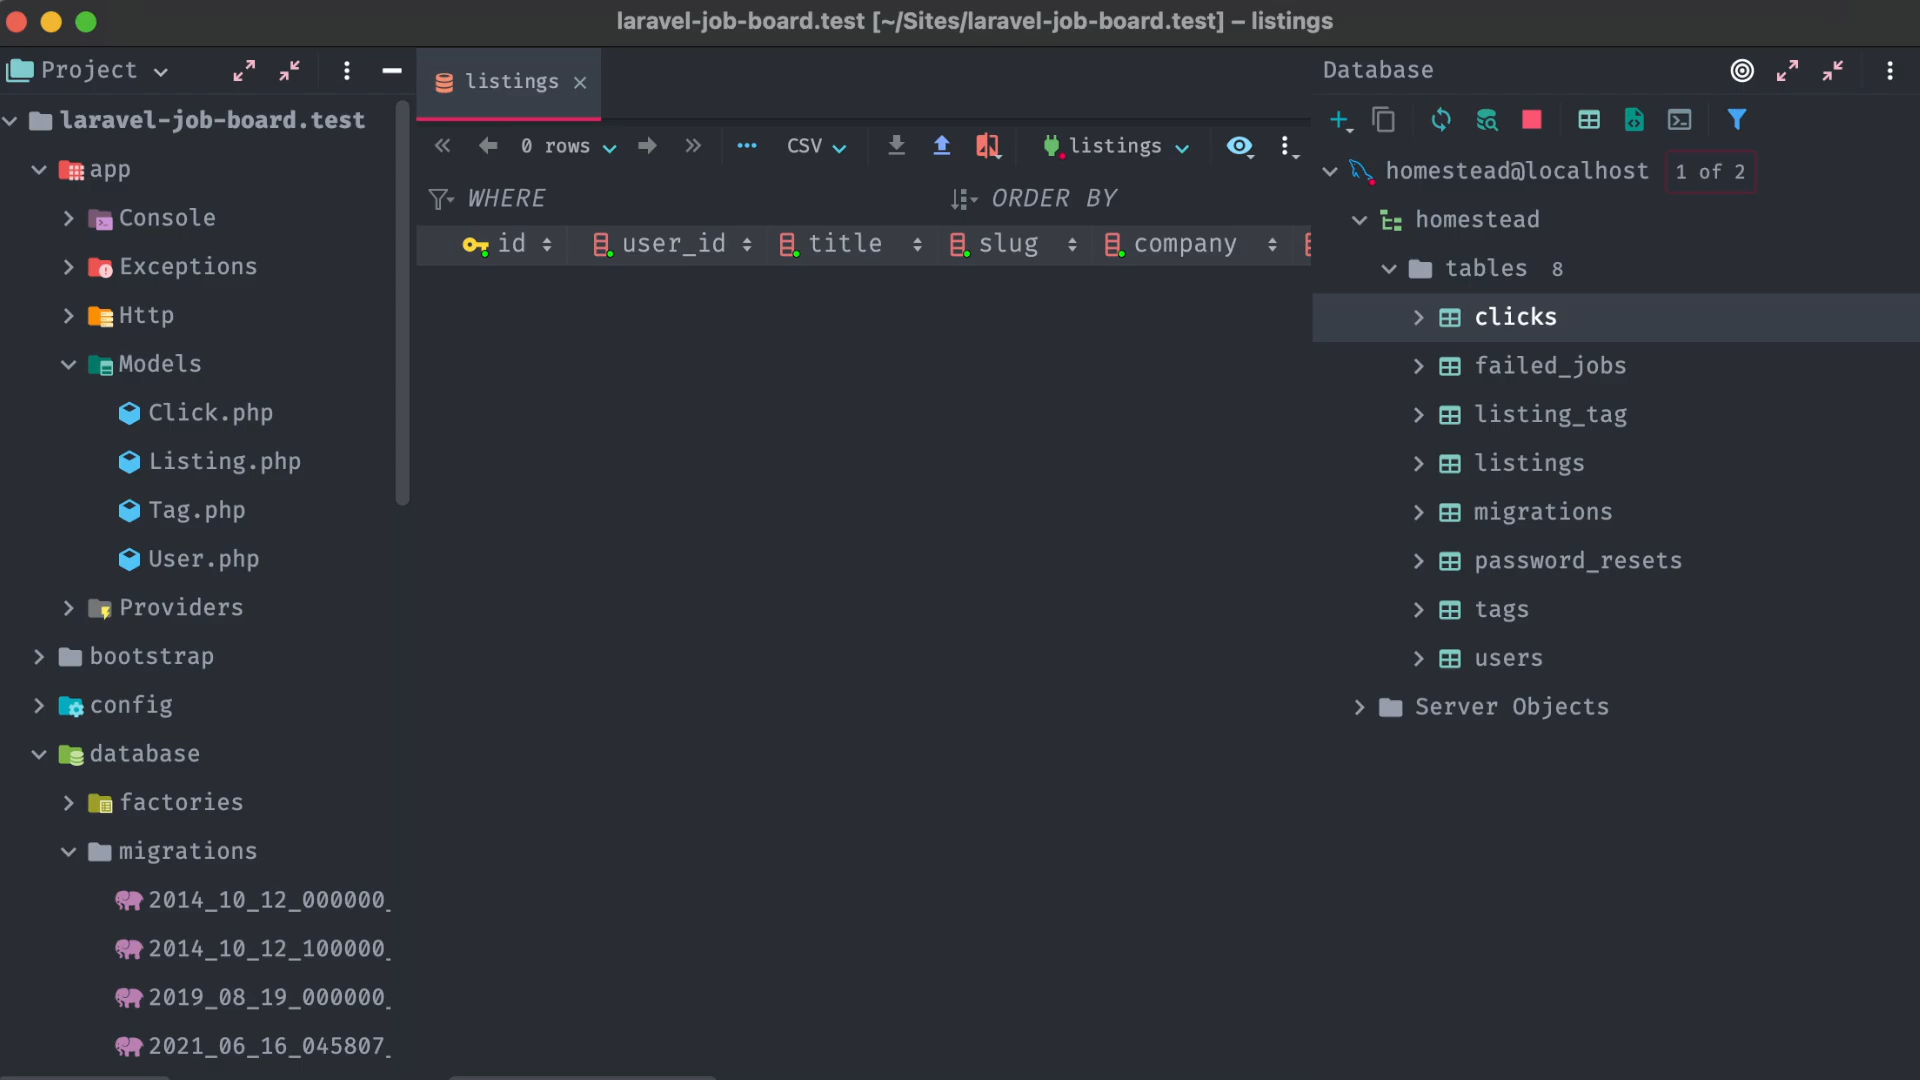 laravel-job-board.test [~/Sites/laravel-job-board.test] – listings
Project
laravel-job-board.test
app
Console
Exceptions
Http
Models
Click.php
Listing.php
Tag.php
User.php
Providers
bootstrap
config
database
factories
migrations
2014_10_12_000000_
2014_10_12_100000_
2019_08_19_000000_
2021_06_16_045807_
listings
0 rows CSV listings
WHERE ORDER BY
id user_id title slug company
Database
homestead@localhost 1 of 2
homestead
tables 8
clicks
failed_jobs
listing_tag
listings
migrations
password_resets
tags
users
Server Objects